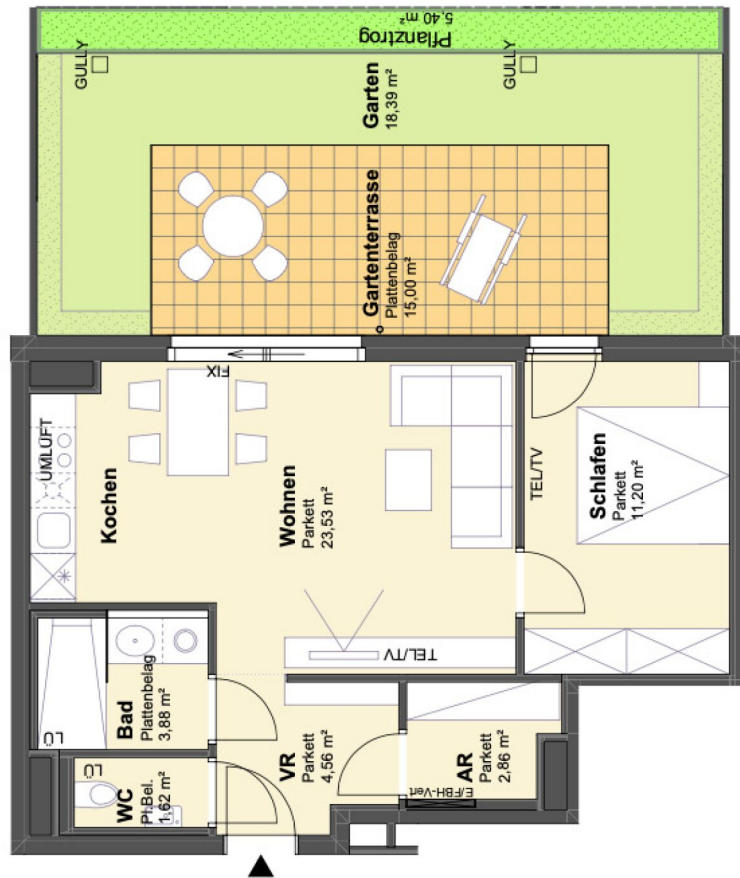 5,40 m²
Pflanztrog
GULLY
GULLY
Garten
18,39 m²
Gartenterrasse
Plattenbelag
15,00 m²
FIX
UMLUFT
Kochen
Wohnen
Parkett
23,53 m²
TEL/TV
Schlafen
Parkett
11,20 m²
TEL/TV
LÜ
Bad
Plattenbelag
3,88 m²
LÜ
WC
Pl.Bel.
1,62 m²
VR
Parkett
4,56 m²
AR
Parkett
2,86 m²
E/FBH-Vert